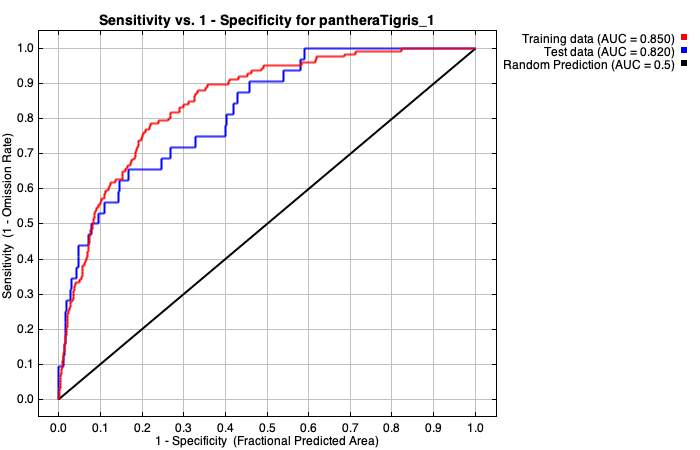 Sensitivity vs. 1 - Specificity for pantheraTigris_1
Training data (AUC = 0.850)
Test data (AUC = 0.820)
Random Prediction (AUC = 0.5)
Sensitivity (1 - Omission Rate)
1.0
0.9
0.8
0.7
0.6
0.5
0.4
0.3
0.2
0.1
0.0
0.0 0.1 0.2 0.3 0.4 0.5 0.6 0.7 0.8 0.9 1.0
1 - Specificity (Fractional Predicted Area)